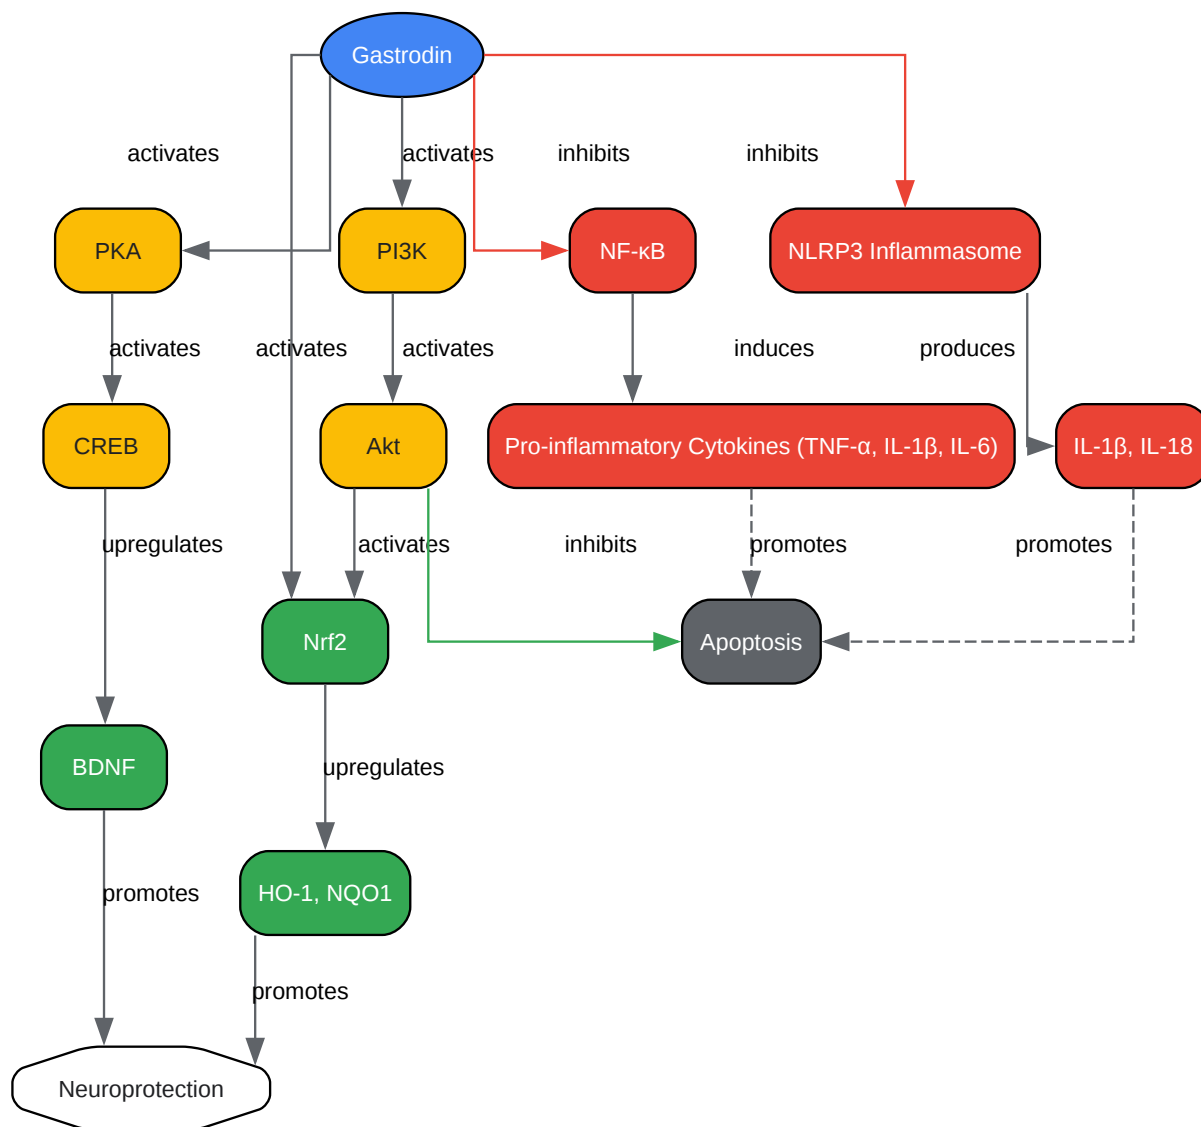 Gastrodin
activates
activates
inhibits
inhibits
PKA
PI3K
NF-κB
NLRP3 Inflammasome
activates
activates
activates
induces
produces
CREB
Akt
Pro-inflammatory Cytokines (TNF-α, IL-1β, IL-6)
IL-1β, IL-18
upregulates
activates
inhibits
promotes
promotes
Nrf2
Apoptosis
BDNF
upregulates
promotes
HO-1, NQO1
promotes
Neuroprotection